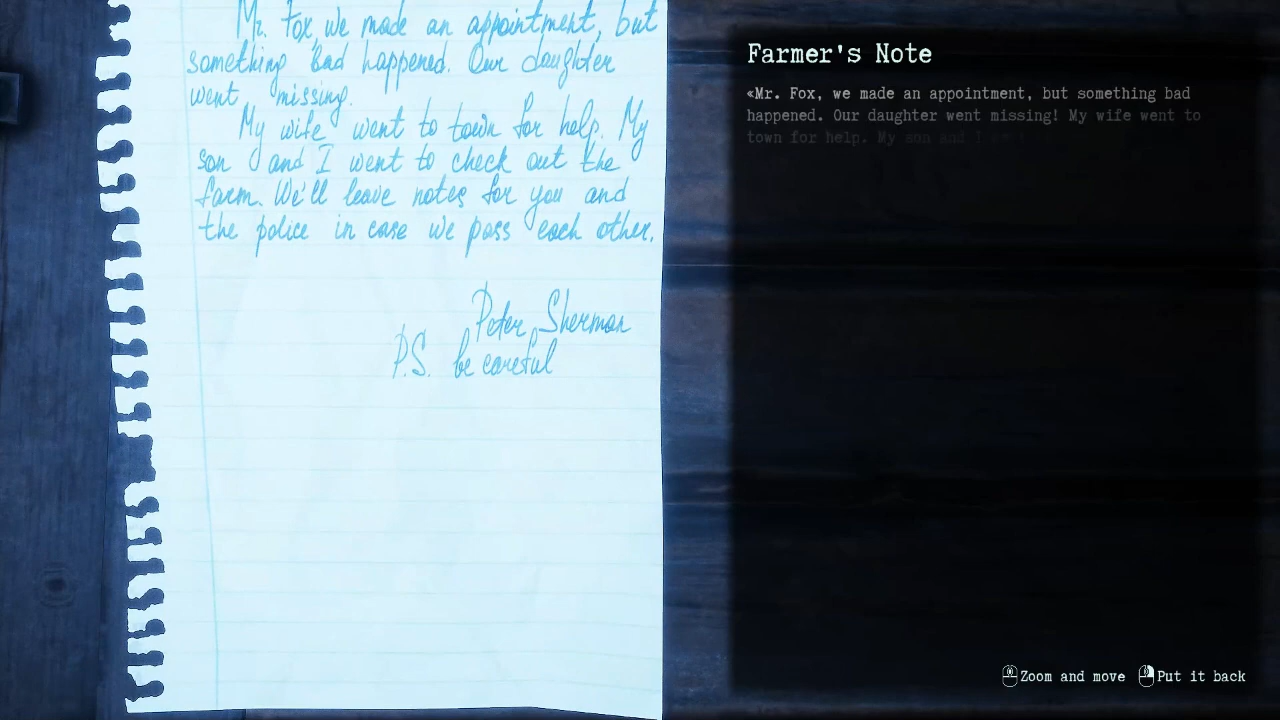 Mr. Fox, we made an appointment, but
something bad happened. Our daughter
went missing.
My wife went to town for help. My
son and I went to check out the
farm. We'll leave notes for you and
the police in case we pass each other.
Peter Sherman
P.S. be careful
Farmer's Note
«Mr. Fox, we made an appointment, but something bad
happened. Our daughter went missing! My wife went to
town for help. My son and I
Zoom and move
Put it back